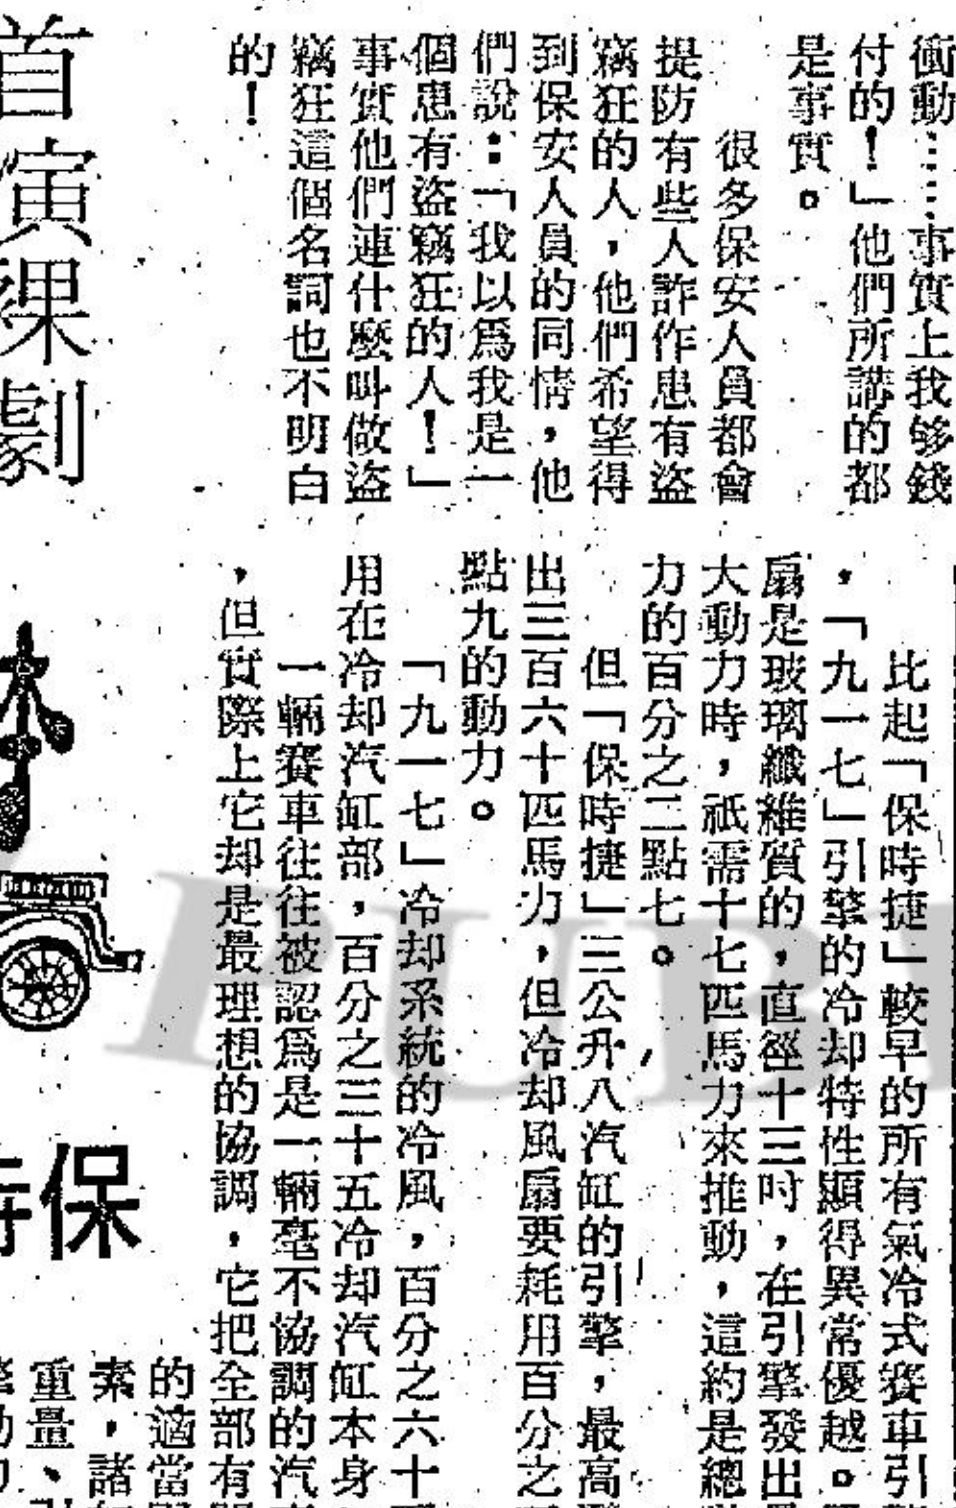 衝動……事實上我够錢
付的！」他們所講的都
是事實。
很多保安人員都會
提防有些人詐作患有盜
竊狂的人，他們希望得
到保安人員的同情，他
們說：「我以爲我是一
個患有盜竊狂的人！」
事實他們連什麽叫做盜
竊狂這個名詞也不明白
的！
首演裸劇
比起「保時捷」較早的所有氣冷式賽車引
，「九一七」引擎的冷却特性顯得異常優越。
扇是玻璃纖維質的，直徑十三吋，在引擎發出
大動力時，祇需十七匹馬力來推動，這約是總
力的百分之二點七。
但「保時捷」三公升八汽缸的引擎，最高
出三百六十匹馬力，但冷却風扇要耗用百分之
點九的動力。
「九一七」冷却系統的冷風，百分之六十
用在冷却汽缸部，百分之三十五冷却汽缸本身
一輛賽車往往被認爲是一輛毫不協調的汽
，但實際上它却是最理想的協調，它把全部有
的適當
素，諸
重量、
保時
PUB